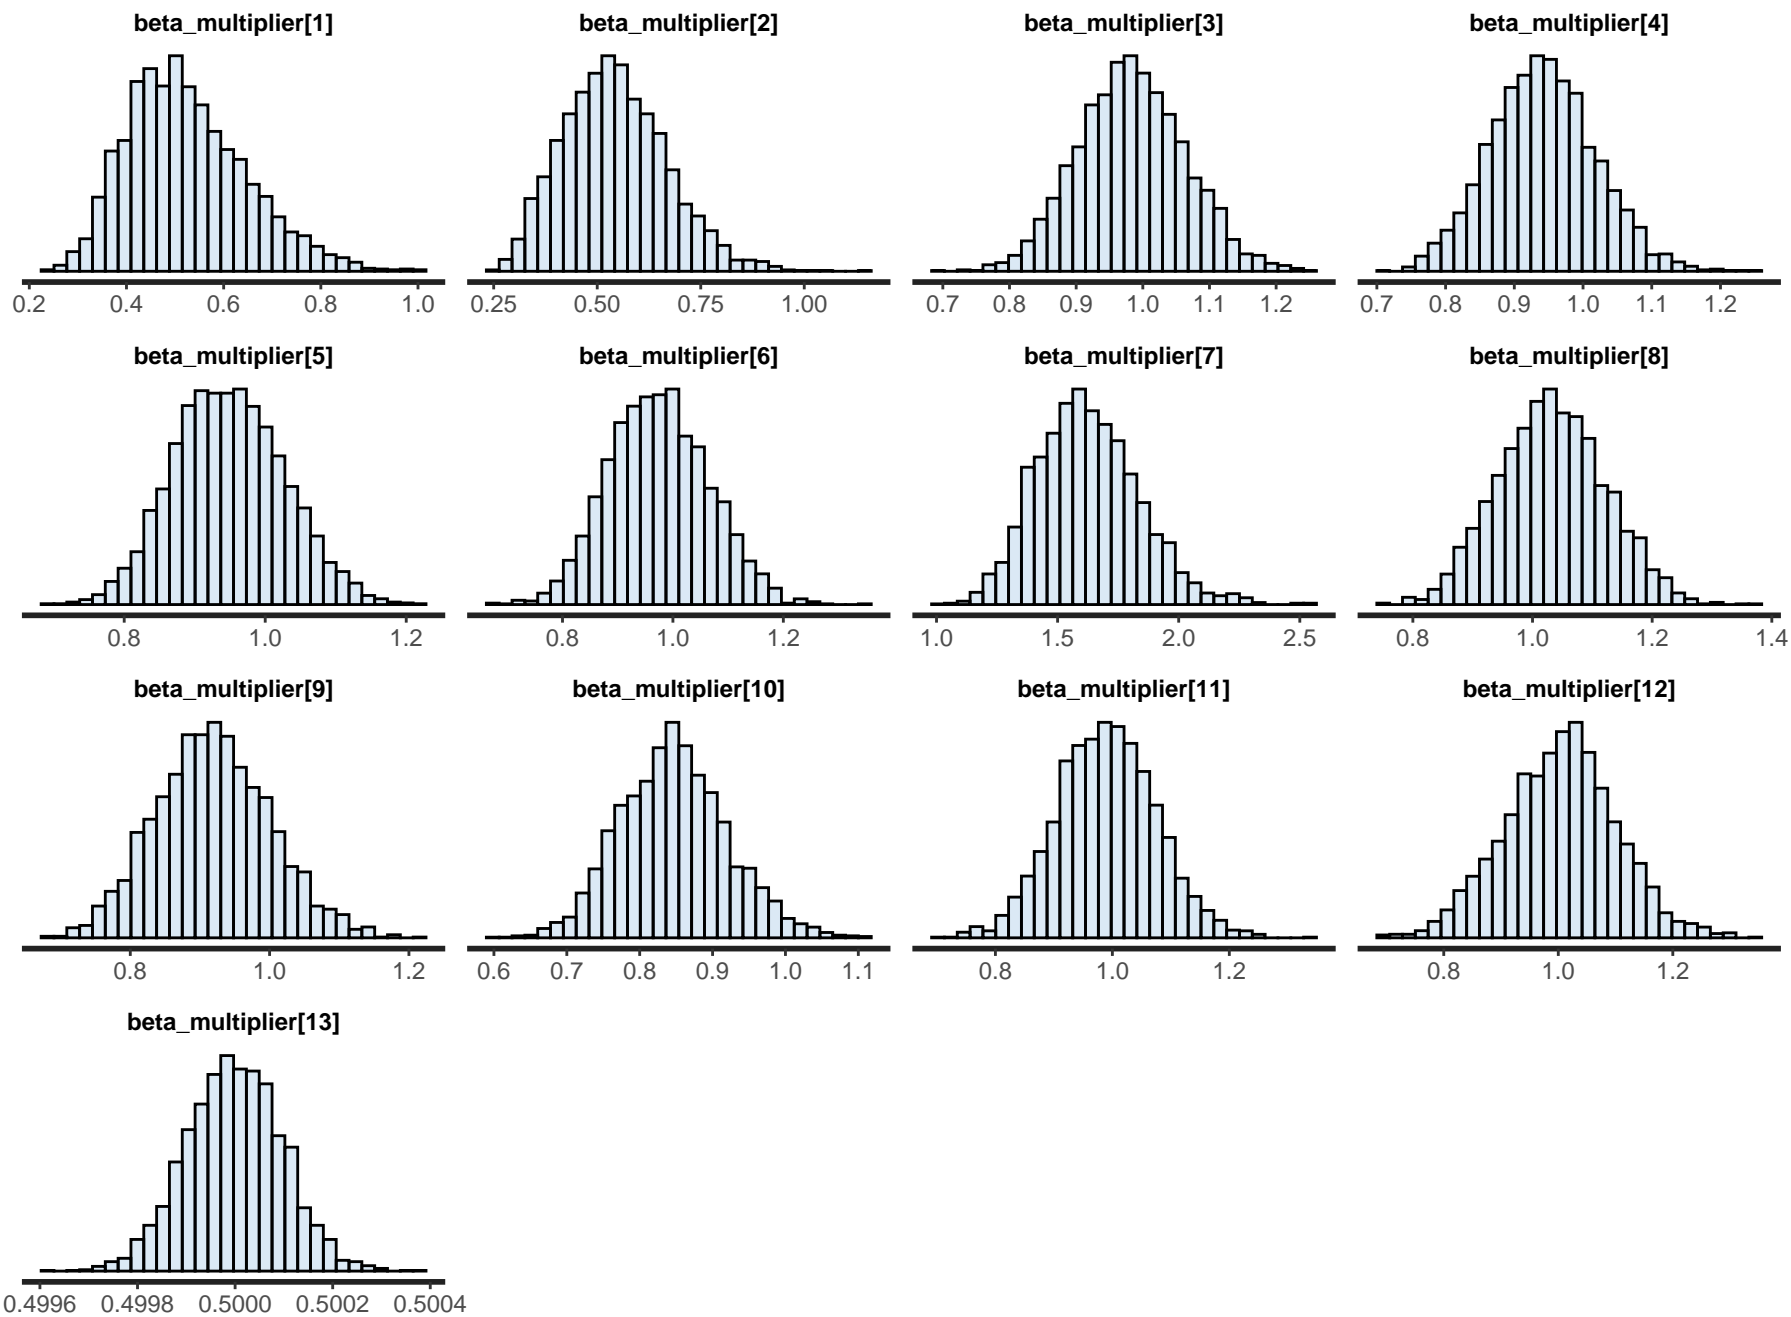 beta_multiplier[1] beta_multiplier[2] beta_multiplier[3] beta_multiplier[4]
0.2 0.4 0.6 0.8 1.0 0.25 0.50 0.75 1.00 0.7 0.8 0.9 1.0 1.1 1.2 0.7 0.8 0.9 1.0 1.1 1.2
beta_multiplier[5] beta_multiplier[6] beta_multiplier[7] beta_multiplier[8]
0.8 1.0 1.2 0.8 1.0 1.2 1.0 1.5 2.0 2.5 0.8 1.0 1.2 1.4
beta_multiplier[9] beta_multiplier[10] beta_multiplier[11] beta_multiplier[12]
0.8 1.0 1.2 0.6 0.7 0.8 0.9 1.0 1.1 0.8 1.0 1.2 0.8 1.0 1.2
beta_multiplier[13]
0.4996 0.4998 0.5000 0.5002 0.5004